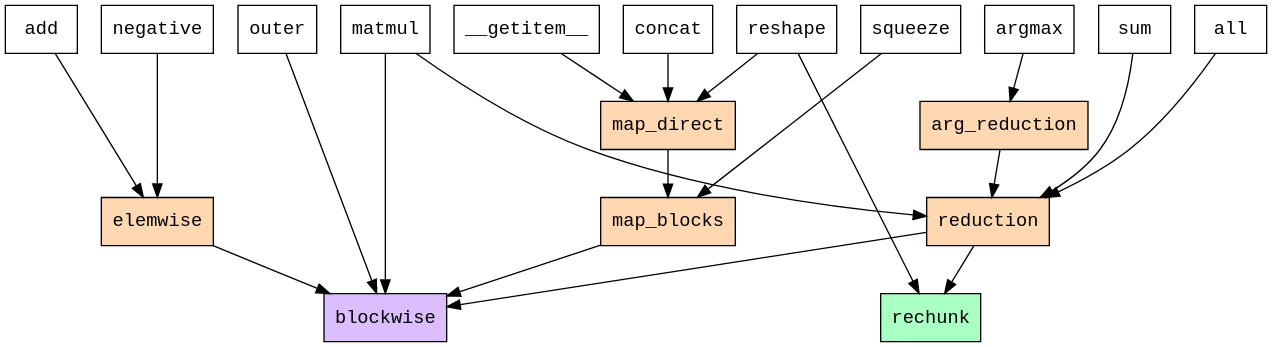 add
negative
outer
matmul
__getitem__
concat
reshape
squeeze
argmax
sum
all
map_direct
arg_reduction
elemwise
map_blocks
reduction
blockwise
rechunk